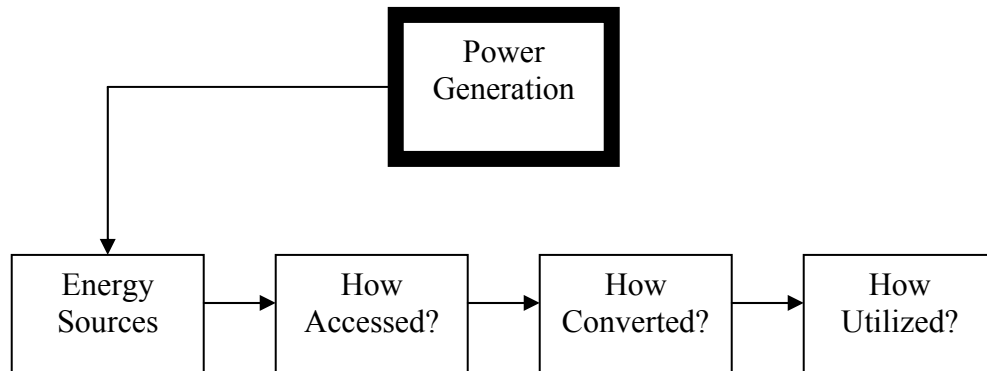 Power
Generation
Energy
Sources
How
Accessed?
How
Converted?
How
Utilized?